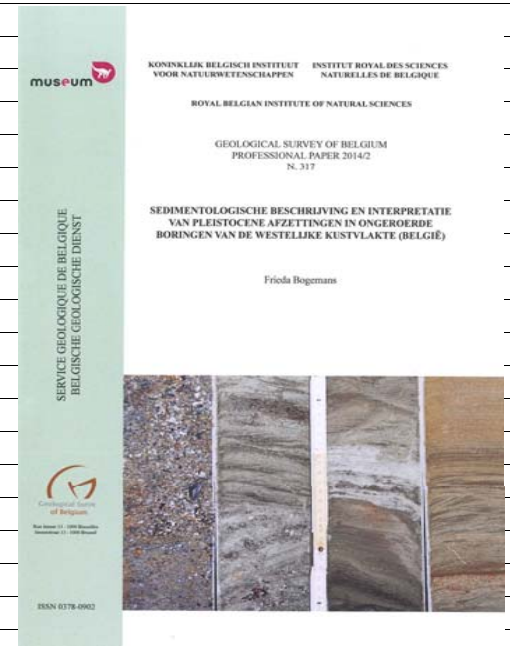 museum
SERVICE GEOLOGIQUE DE BELGIQUE
BELGISCHE GEOLOGISCHE DIENST
Geological Survey
of Belgium
ISSN 0378-0902
KONINKLIJK BELGISCH INSTITUUT
VOOR NATUURWETENSCHAPPEN
INSTITUT ROYAL DES SCIENCES
NATURELLES DE BELGIQUE
ROYAL BELGIAN INSTITUTE OF NATURAL SCIENCES
GEOLOGICAL SURVEY OF BELGIUM
PROFESSIONAL PAPER 2014/2
N. 317
SEDIMENTOLOGISCHE BESCHRIJVING EN INTERPRETATIE
VAN PLEISTOCENE AFZETTINGEN IN ONGEROERDE
BORINGEN VAN DE WESTELIJKE KUSTVLAKTE (BELGIË)
Frieda Bogemans